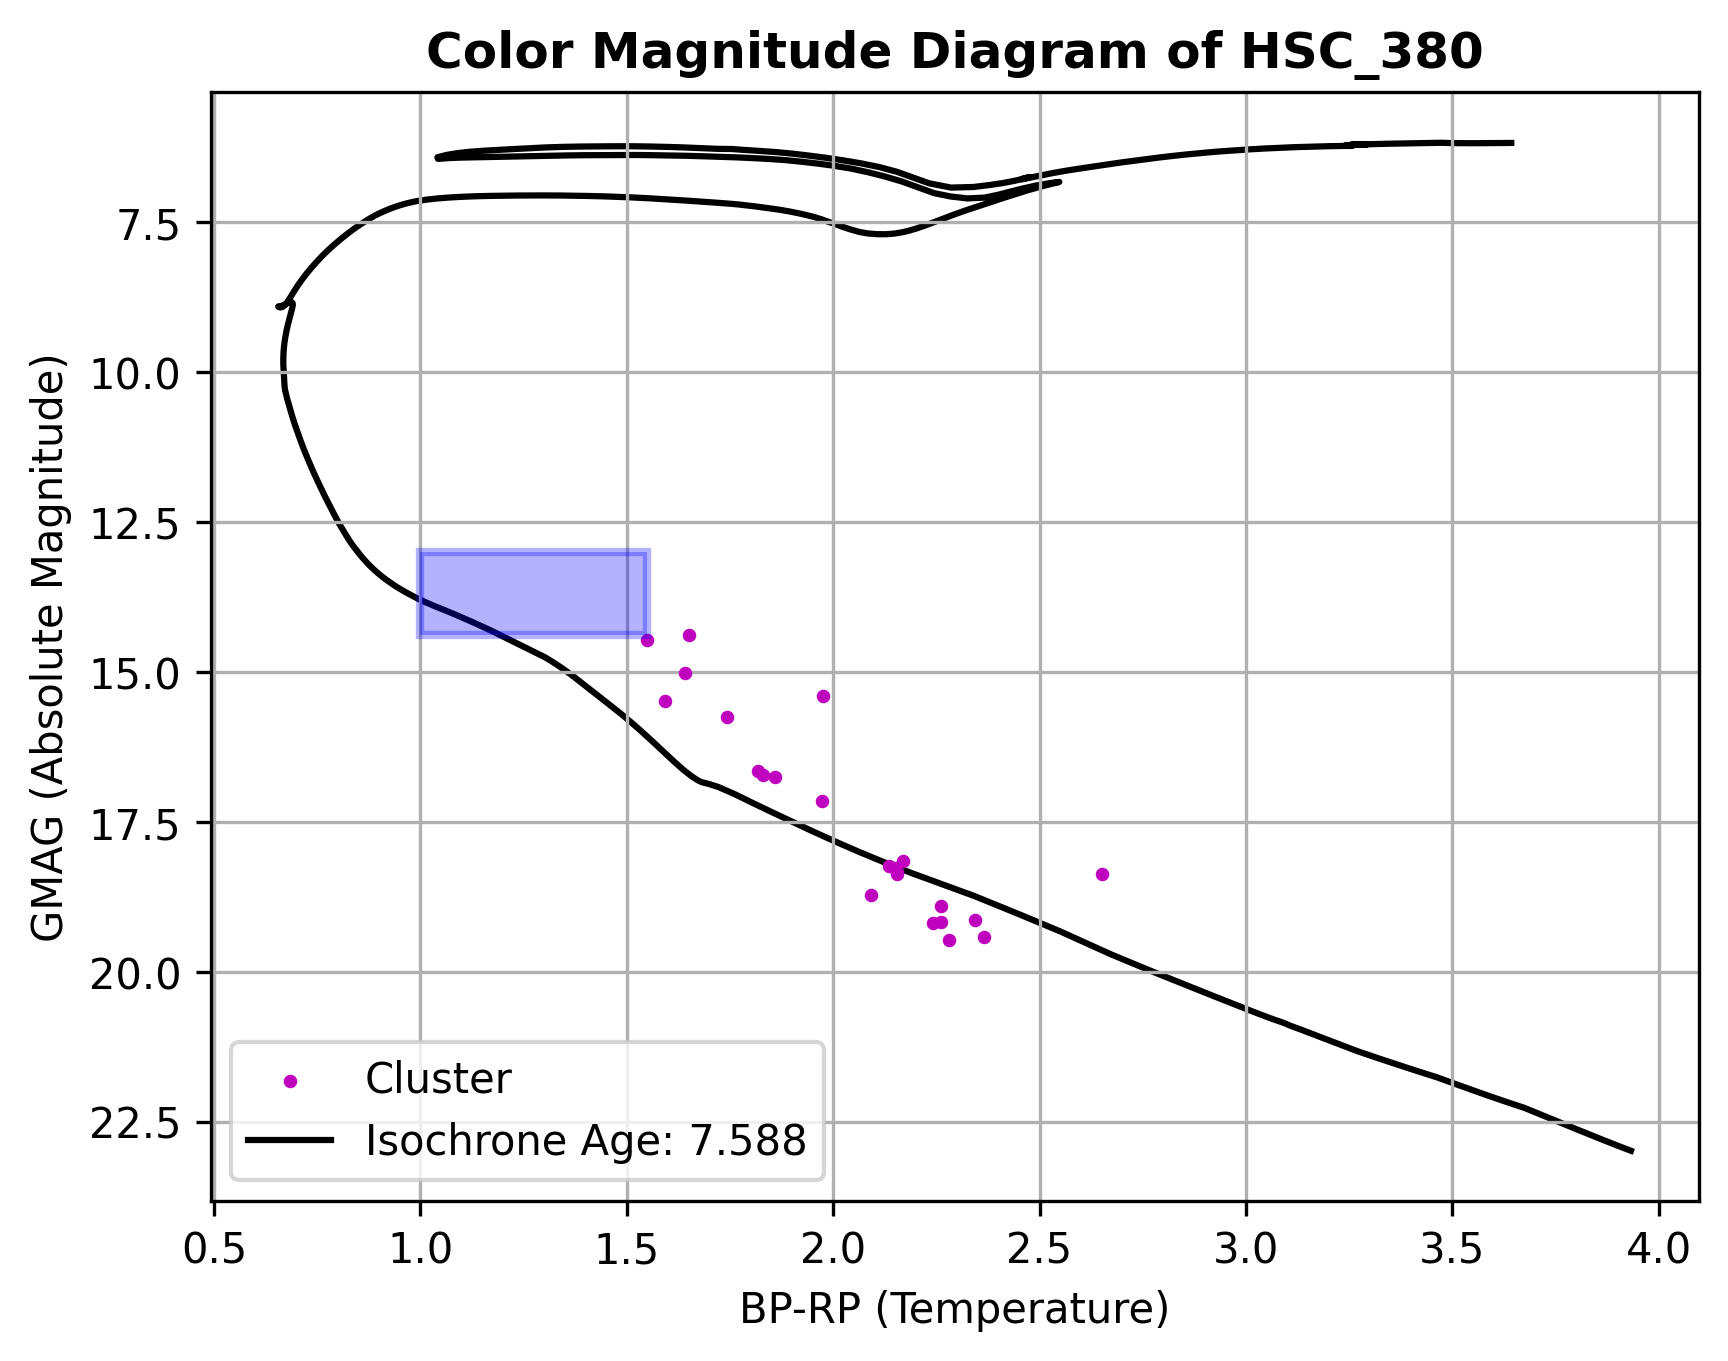 Color Magnitude Diagram of HSC_380
GMAG (Absolute Magnitude)
7.5
10.0
12.5
15.0
17.5
20.0
22.5
Cluster
Isochrone Age: 7.588
0.5 1.0 1.5 2.0 2.5 3.0 3.5 4.0
BP-RP (Temperature)